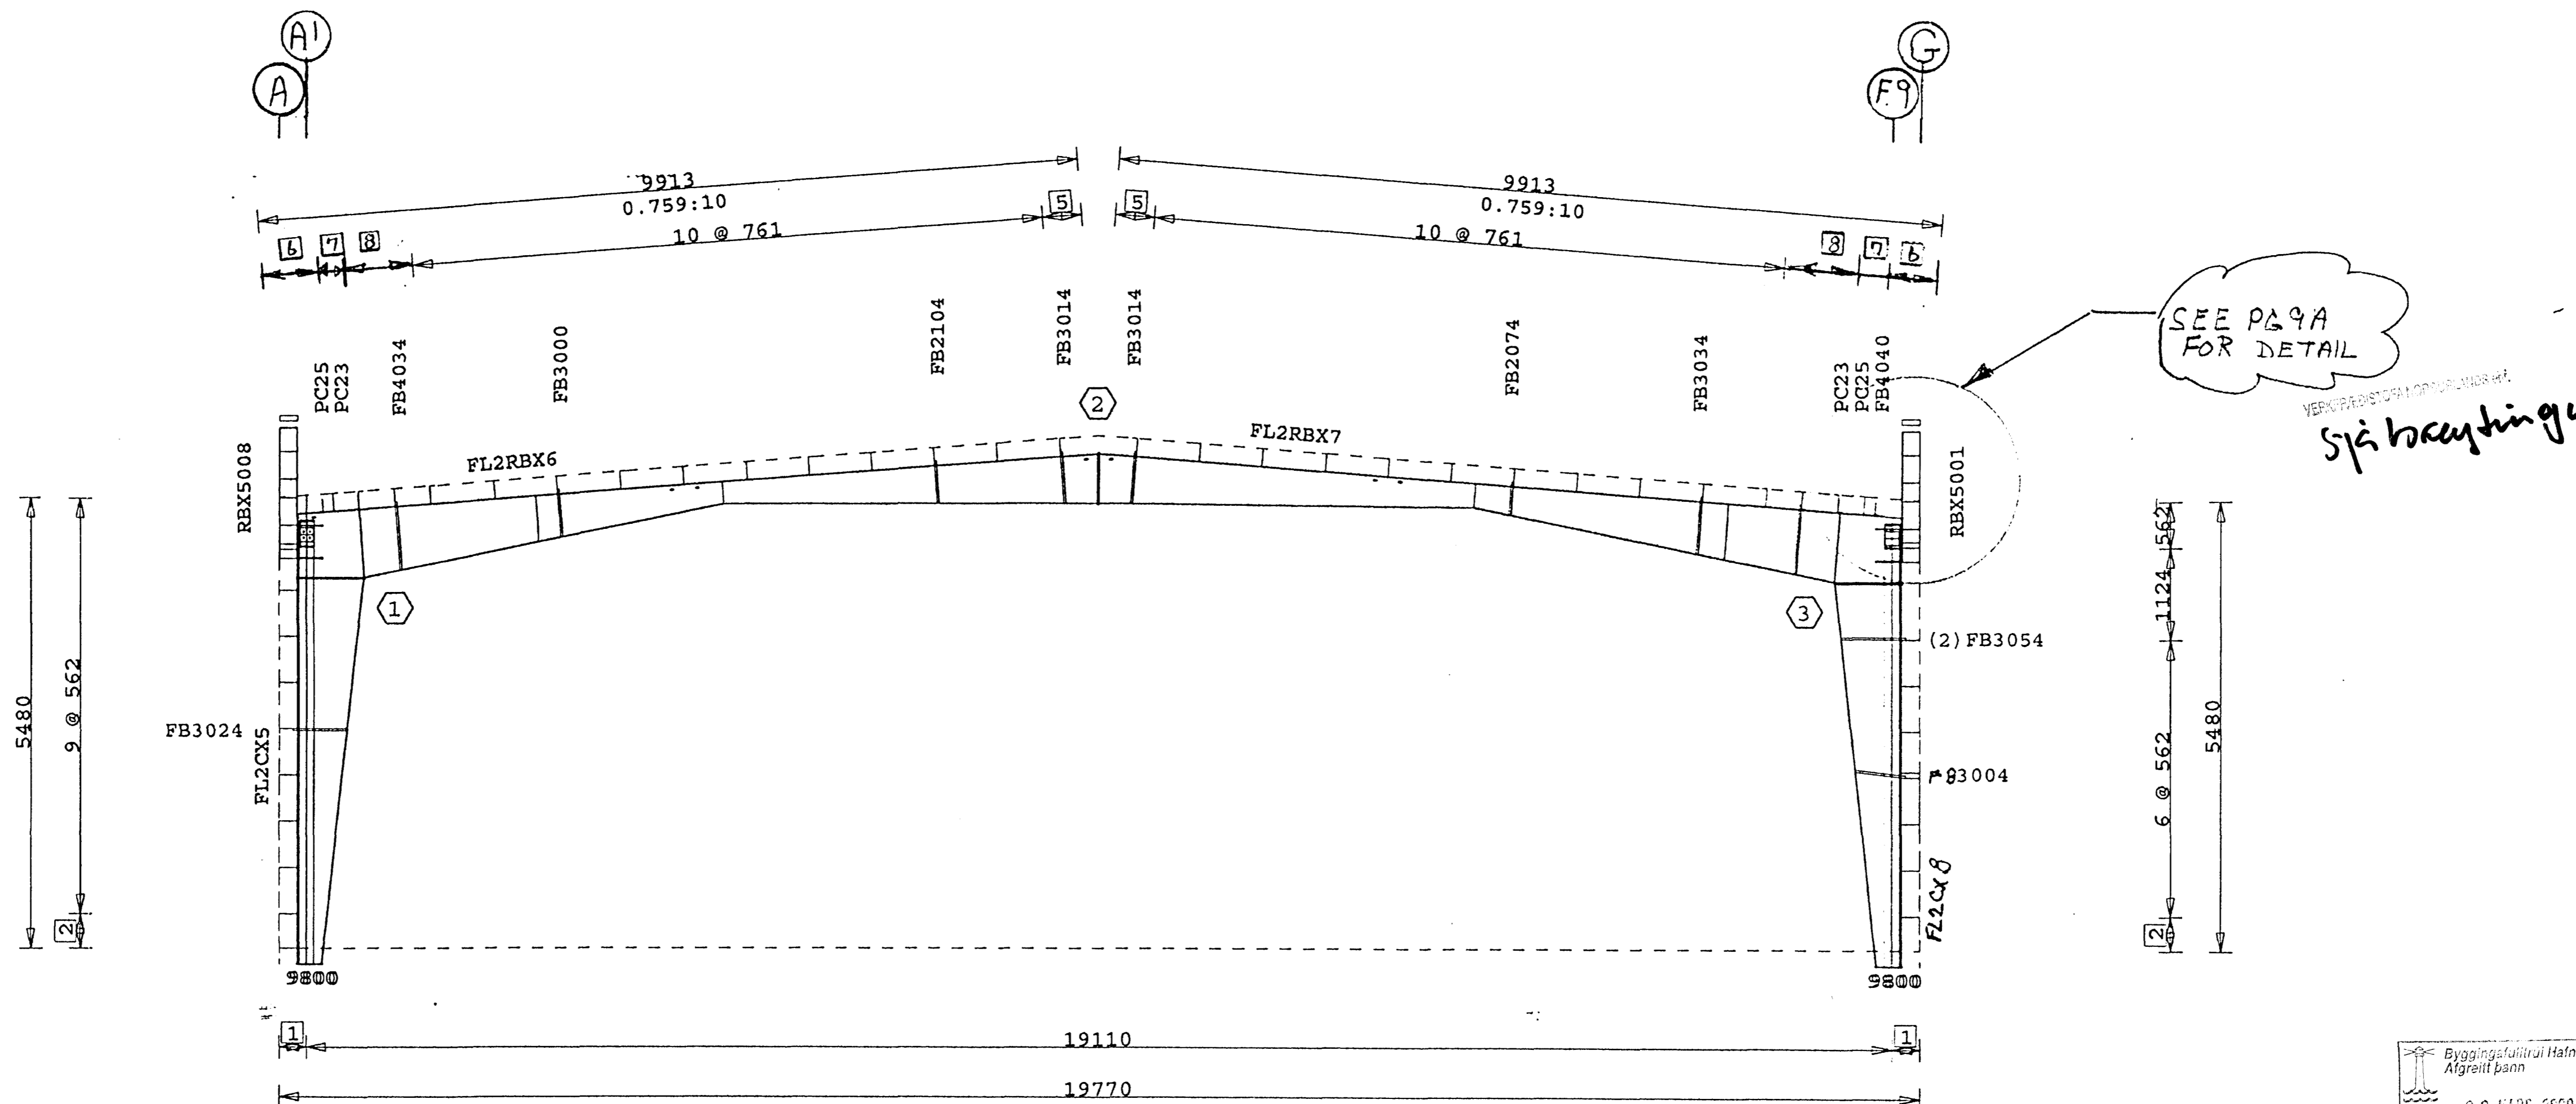 A1
A
G
F9
9913
0.759:10
5
10 @ 761
6
7
8
9913
0.759:10
5
10 @ 761
8
7
6
SEE PG9A
FOR DETAIL
PC25
PC23
FB4034
FB3000
FB2104
FB3014
FB3014
FB2074
FB3034
PC23
PC25
FB4040
2
RBX5008
FL2RBX6
FL2RBX7
RBX5001
1
3
562
1124
(2)FB3054
5480
9 @ 562
FB3024
FL2CX5
FB3004
6 @ 562
5480
FL2CX8
2
2
9800
9800
1
19110
1
19770
Byggingafulltrúi Hafn
Afgreitt þann